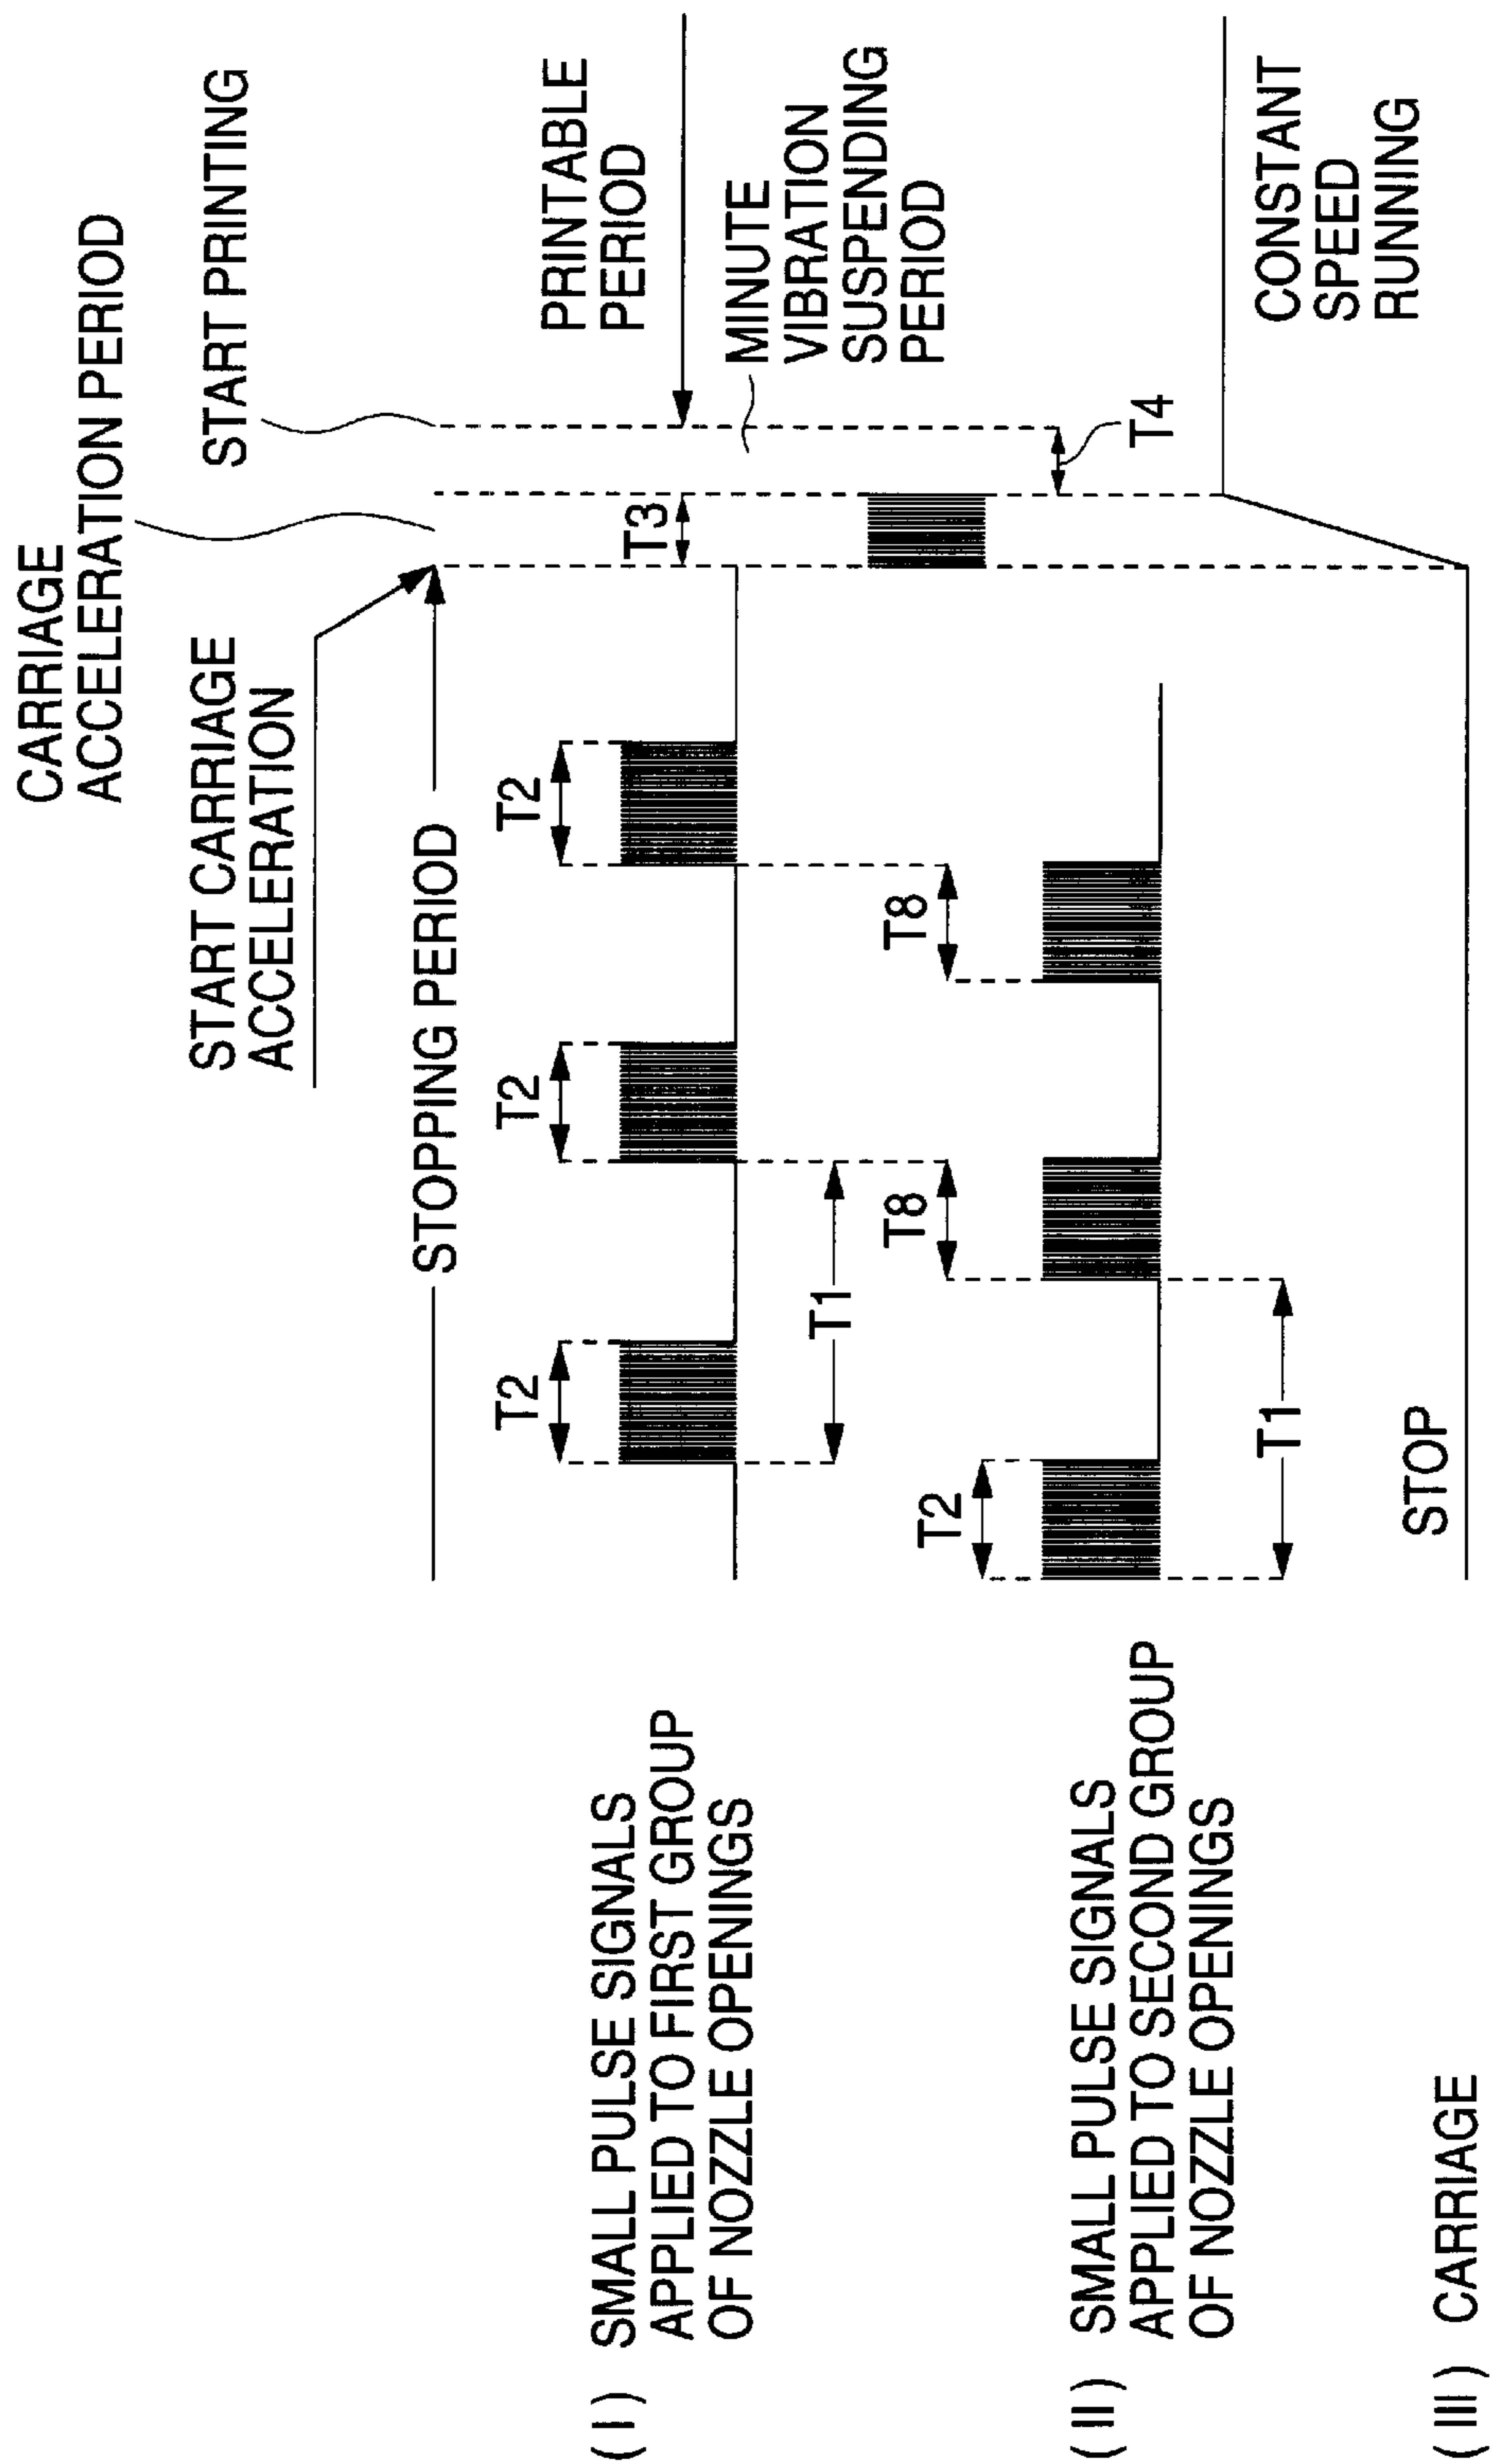 CARRIAGE
ACCELERATION PERIOD
START PRINTING
START CARRIAGE
ACCELERATION
STOPPING PERIOD
PRINTABLE
PERIOD
T2
T2
T2
T3
( I ) SMALL PULSE SIGNALS
APPLIED TO FIRST GROUP
OF NOZZLE OPENINGS
MINUTE
VIBRATION
SUSPENDING
PERIOD
T1
T8
T8
T2
( II ) SMALL PULSE SIGNALS
APPLIED TO SECOND GROUP
OF NOZZLE OPENINGS
T4
T1
CONSTANT
SPEED
RUNNING
STOP
( III ) CARRIAGE